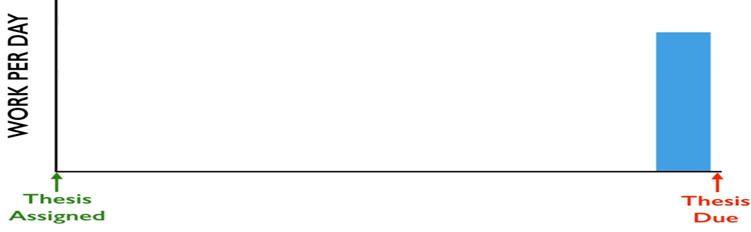 WORK PER DAY
Thesis
Assigned
Thesis
Due